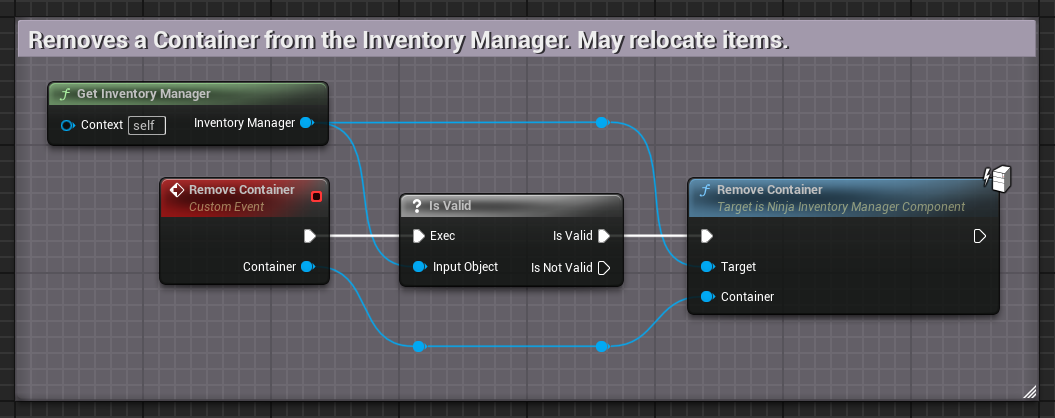 Removes a Container from the Inventory Manager. May relocate items.
Get Inventory Manager
Context self Inventory Manager
Remove Container
Custom Event
Container
? Is Valid
Exec Is Valid
Input Object Is Not Valid
Remove Container
Target is Ninja Inventory Manager Component
Target
Container